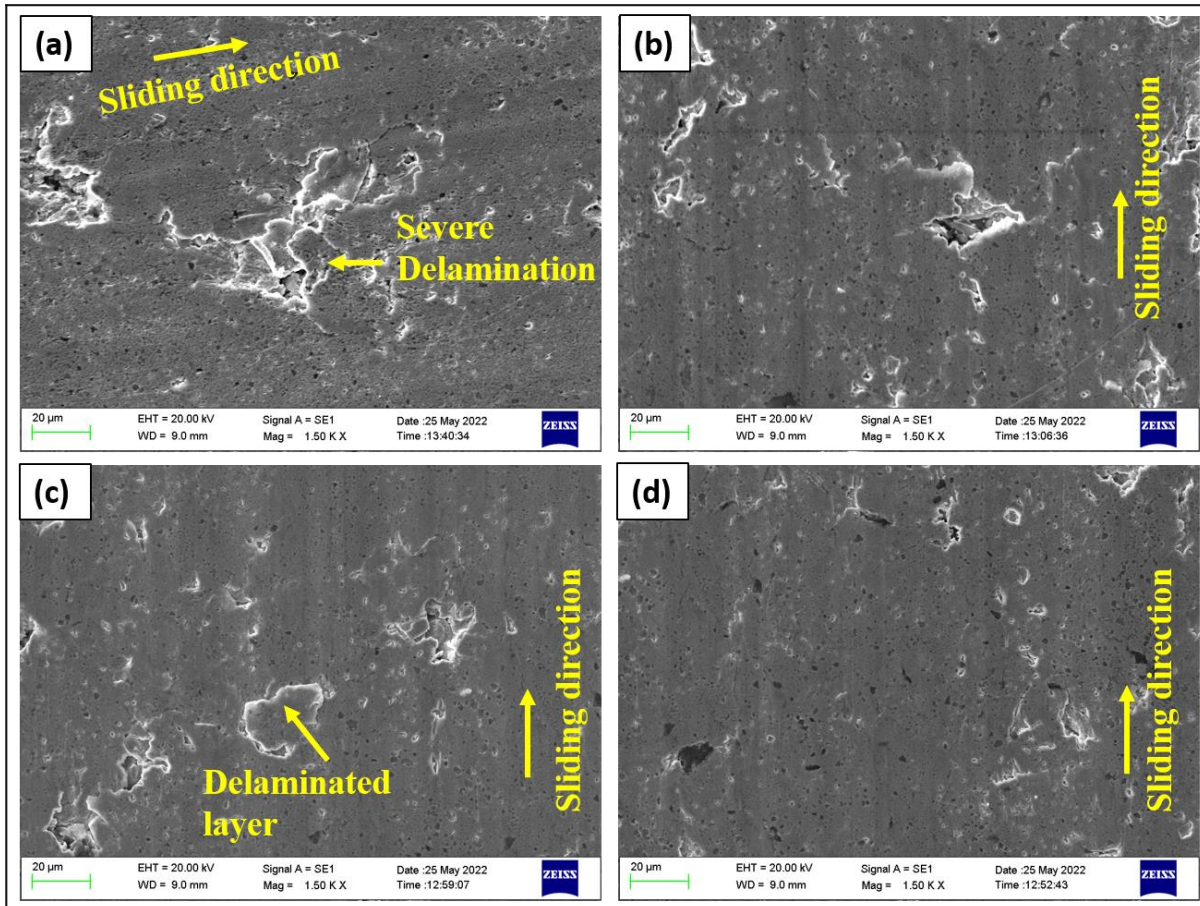 (a)
Sliding direction
Severe
Delamination
20 µm
EHT = 20.00 kV
Signal A = SE1
Date :25 May 2022
WD = 9.0 mm
Mag = 1.50 K X
Time :13:40:34
ZEISS
(b)
Sliding direction
20 µm
EHT = 20.00 kV
Signal A = SE1
Date :25 May 2022
WD = 9.0 mm
Mag = 1.50 K X
Time :13:06:36
ZEISS
(c)
Sliding direction
Delaminated
layer
20 µm
EHT = 20.00 kV
Signal A = SE1
Date :25 May 2022
WD = 9.0 mm
Mag = 1.50 K X
Time :12:59:07
ZEISS
(d)
Sliding direction
20 µm
EHT = 20.00 kV
Signal A = SE1
Date :25 May 2022
WD = 9.0 mm
Mag = 1.50 K X
Time :12:52:43
ZEISS